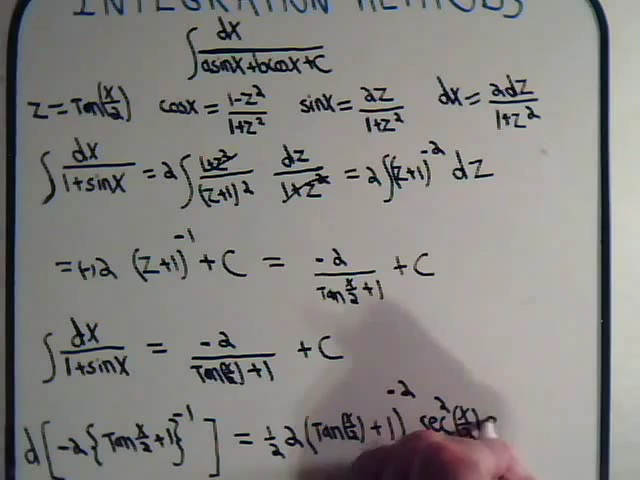 INTEGRATION METHODS
∫ dx / (asinx+bcosx+c)
z = Tan(x/2) cosx = (1-z²)/(1+z²) sinx = 2z/(1+z²) dx = 2dz/(1+z²)
∫ dx/(1+sinx) = 2∫ (1+z²)/(z+1)² dz/(1+z²) = 2∫(z+1)⁻² dz
= (-1)2 (z+1)⁻¹ + C = -2/(Tan x/2 + 1) + C
∫ dx/(1+sinx) = -2/(Tan(x/2)+1) + C
d[-2{Tan x/2 + 1}⁻¹] = 1/2 2(Tan(x/2)+1)⁻² sec²(x/2)